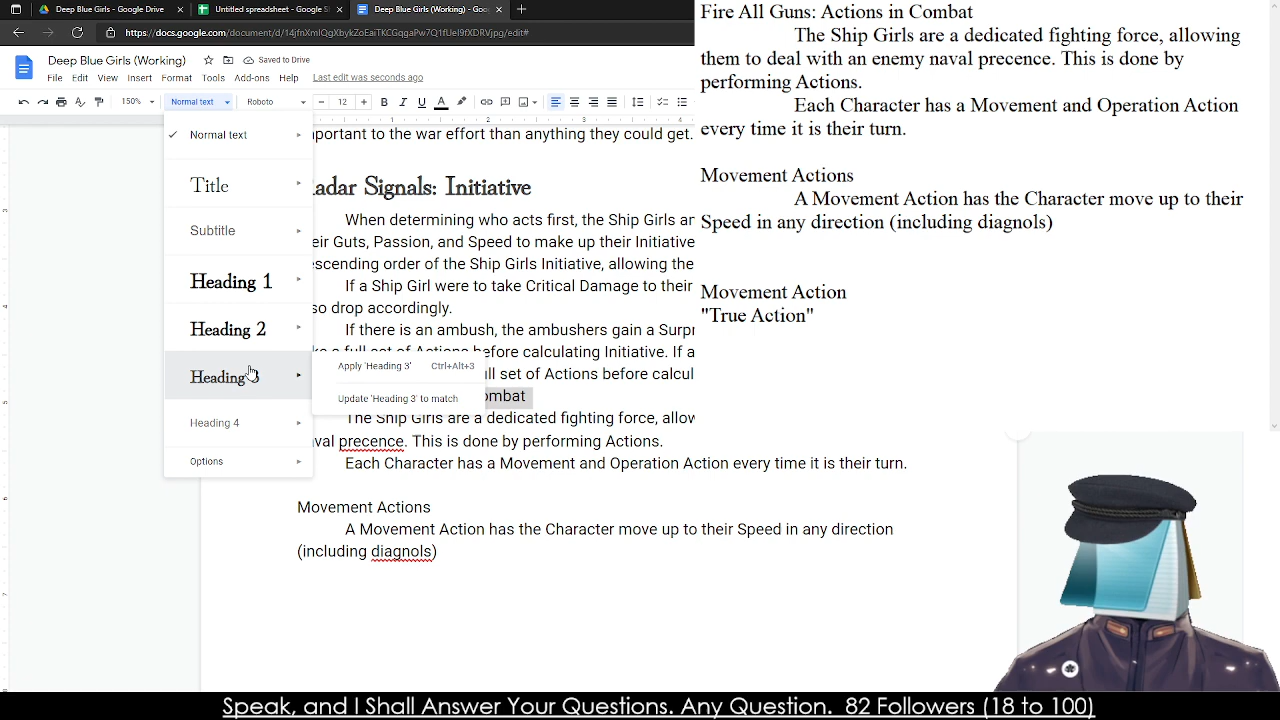 Deep Blue Girls - Google Drive
Untitled spreadsheet - Google S
Deep Blue Girls (Working) - Goo
https://docs.google.com/document/d/14jfnXmlQgXbykZoEaiTKCGqgaPw7Q1fUeI9fXDRVjpg/edit#
Deep Blue Girls (Working)
Saved to Drive
File Edit View Insert Format Tools Add-ons Help Last edit was seconds ago
150% Normal text Roboto 12
Normal text
Title
Subtitle
Heading 1
Heading 2
Heading 3
Heading 4
Options
Apply 'Heading 3' Ctrl+Alt+3
Update 'Heading 3' to match
portant to the war effort than anything they could get.
adar Signals: Initiative
When determining who acts first, the Ship Girls an
eir Guts, Passion, and Speed to make up their Initiative
escending order of the Ship Girls Initiative, allowing the
If a Ship Girl were to take Critical Damage to their
so drop accordingly.
If there is an ambush, the ambushers gain a Surpr
ke a full set of Actions before calculating Initiative. If a
ull set of Actions before calcul
ombat
The Ship Girls are a dedicated fighting force, allow
val precence. This is done by performing Actions.
Each Character has a Movement and Operation Action every time it is their turn.
Movement Actions
A Movement Action has the Character move up to their Speed in any direction
(including diagnols)
Fire All Guns: Actions in Combat
The Ship Girls are a dedicated fighting force, allowing
them to deal with an enemy naval precence. This is done by
performing Actions.
Each Character has a Movement and Operation Action
every time it is their turn.
Movement Actions
A Movement Action has the Character move up to their
Speed in any direction (including diagnols)
Movement Action
"True Action"
Speak, and I Shall Answer Your Questions. Any Question. 82 Followers (18 to 100)